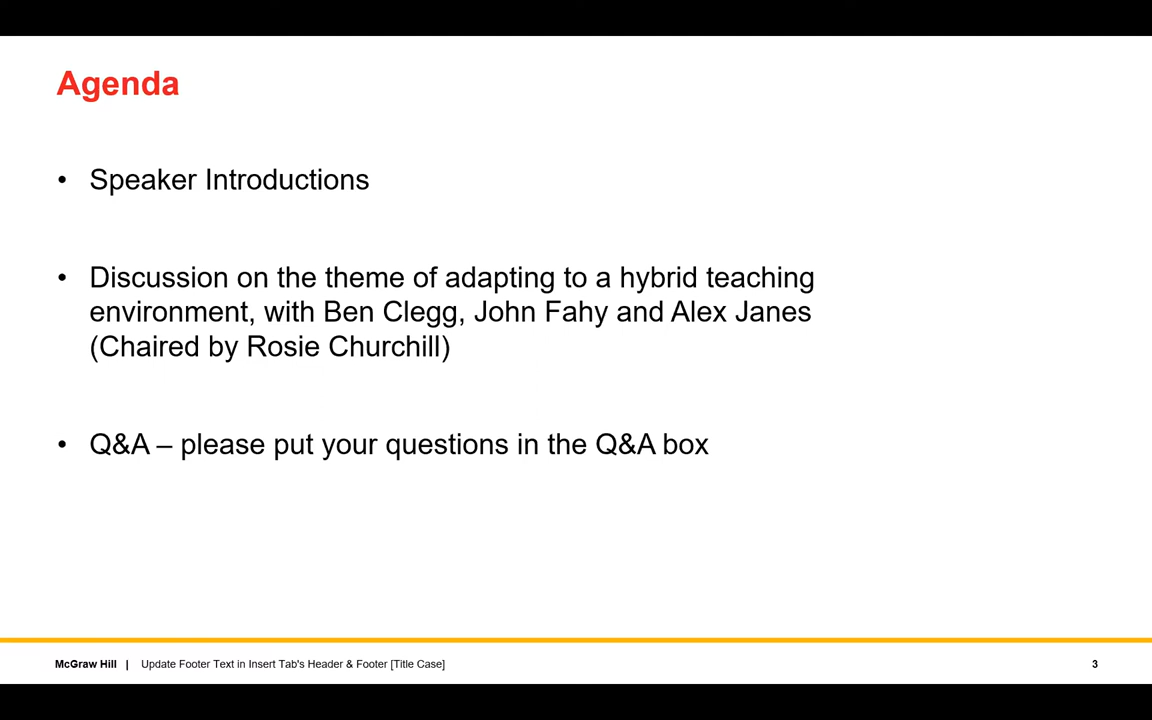 Agenda
• Speaker Introductions
• Discussion on the theme of adapting to a hybrid teaching
environment, with Ben Clegg, John Fahy and Alex Janes
(Chaired by Rosie Churchill)
• Q&A – please put your questions in the Q&A box
McGraw Hill | Update Footer Text in Insert Tab's Header & Footer [Title Case] 3